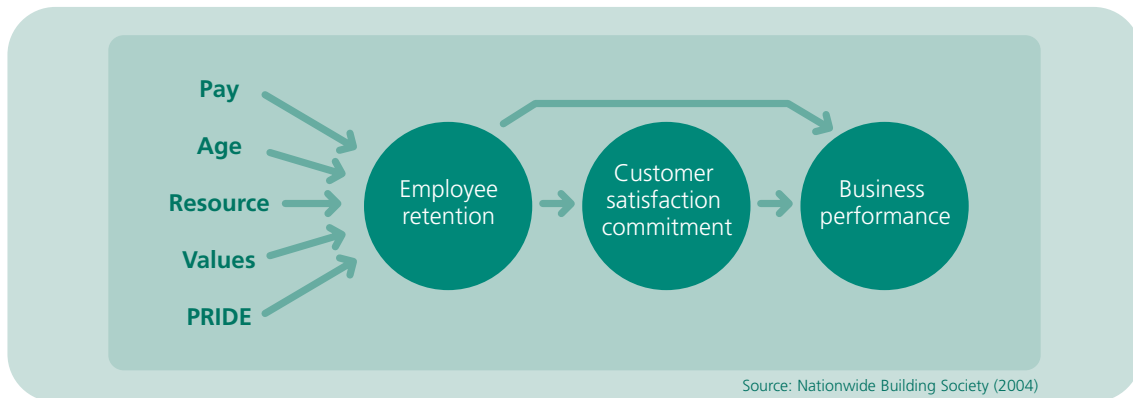 Pay
Age
Resource
Values
PRIDE
Employee
retention
Customer
satisfaction
commitment
Business
performance
Source: Nationwide Building Society (2004)